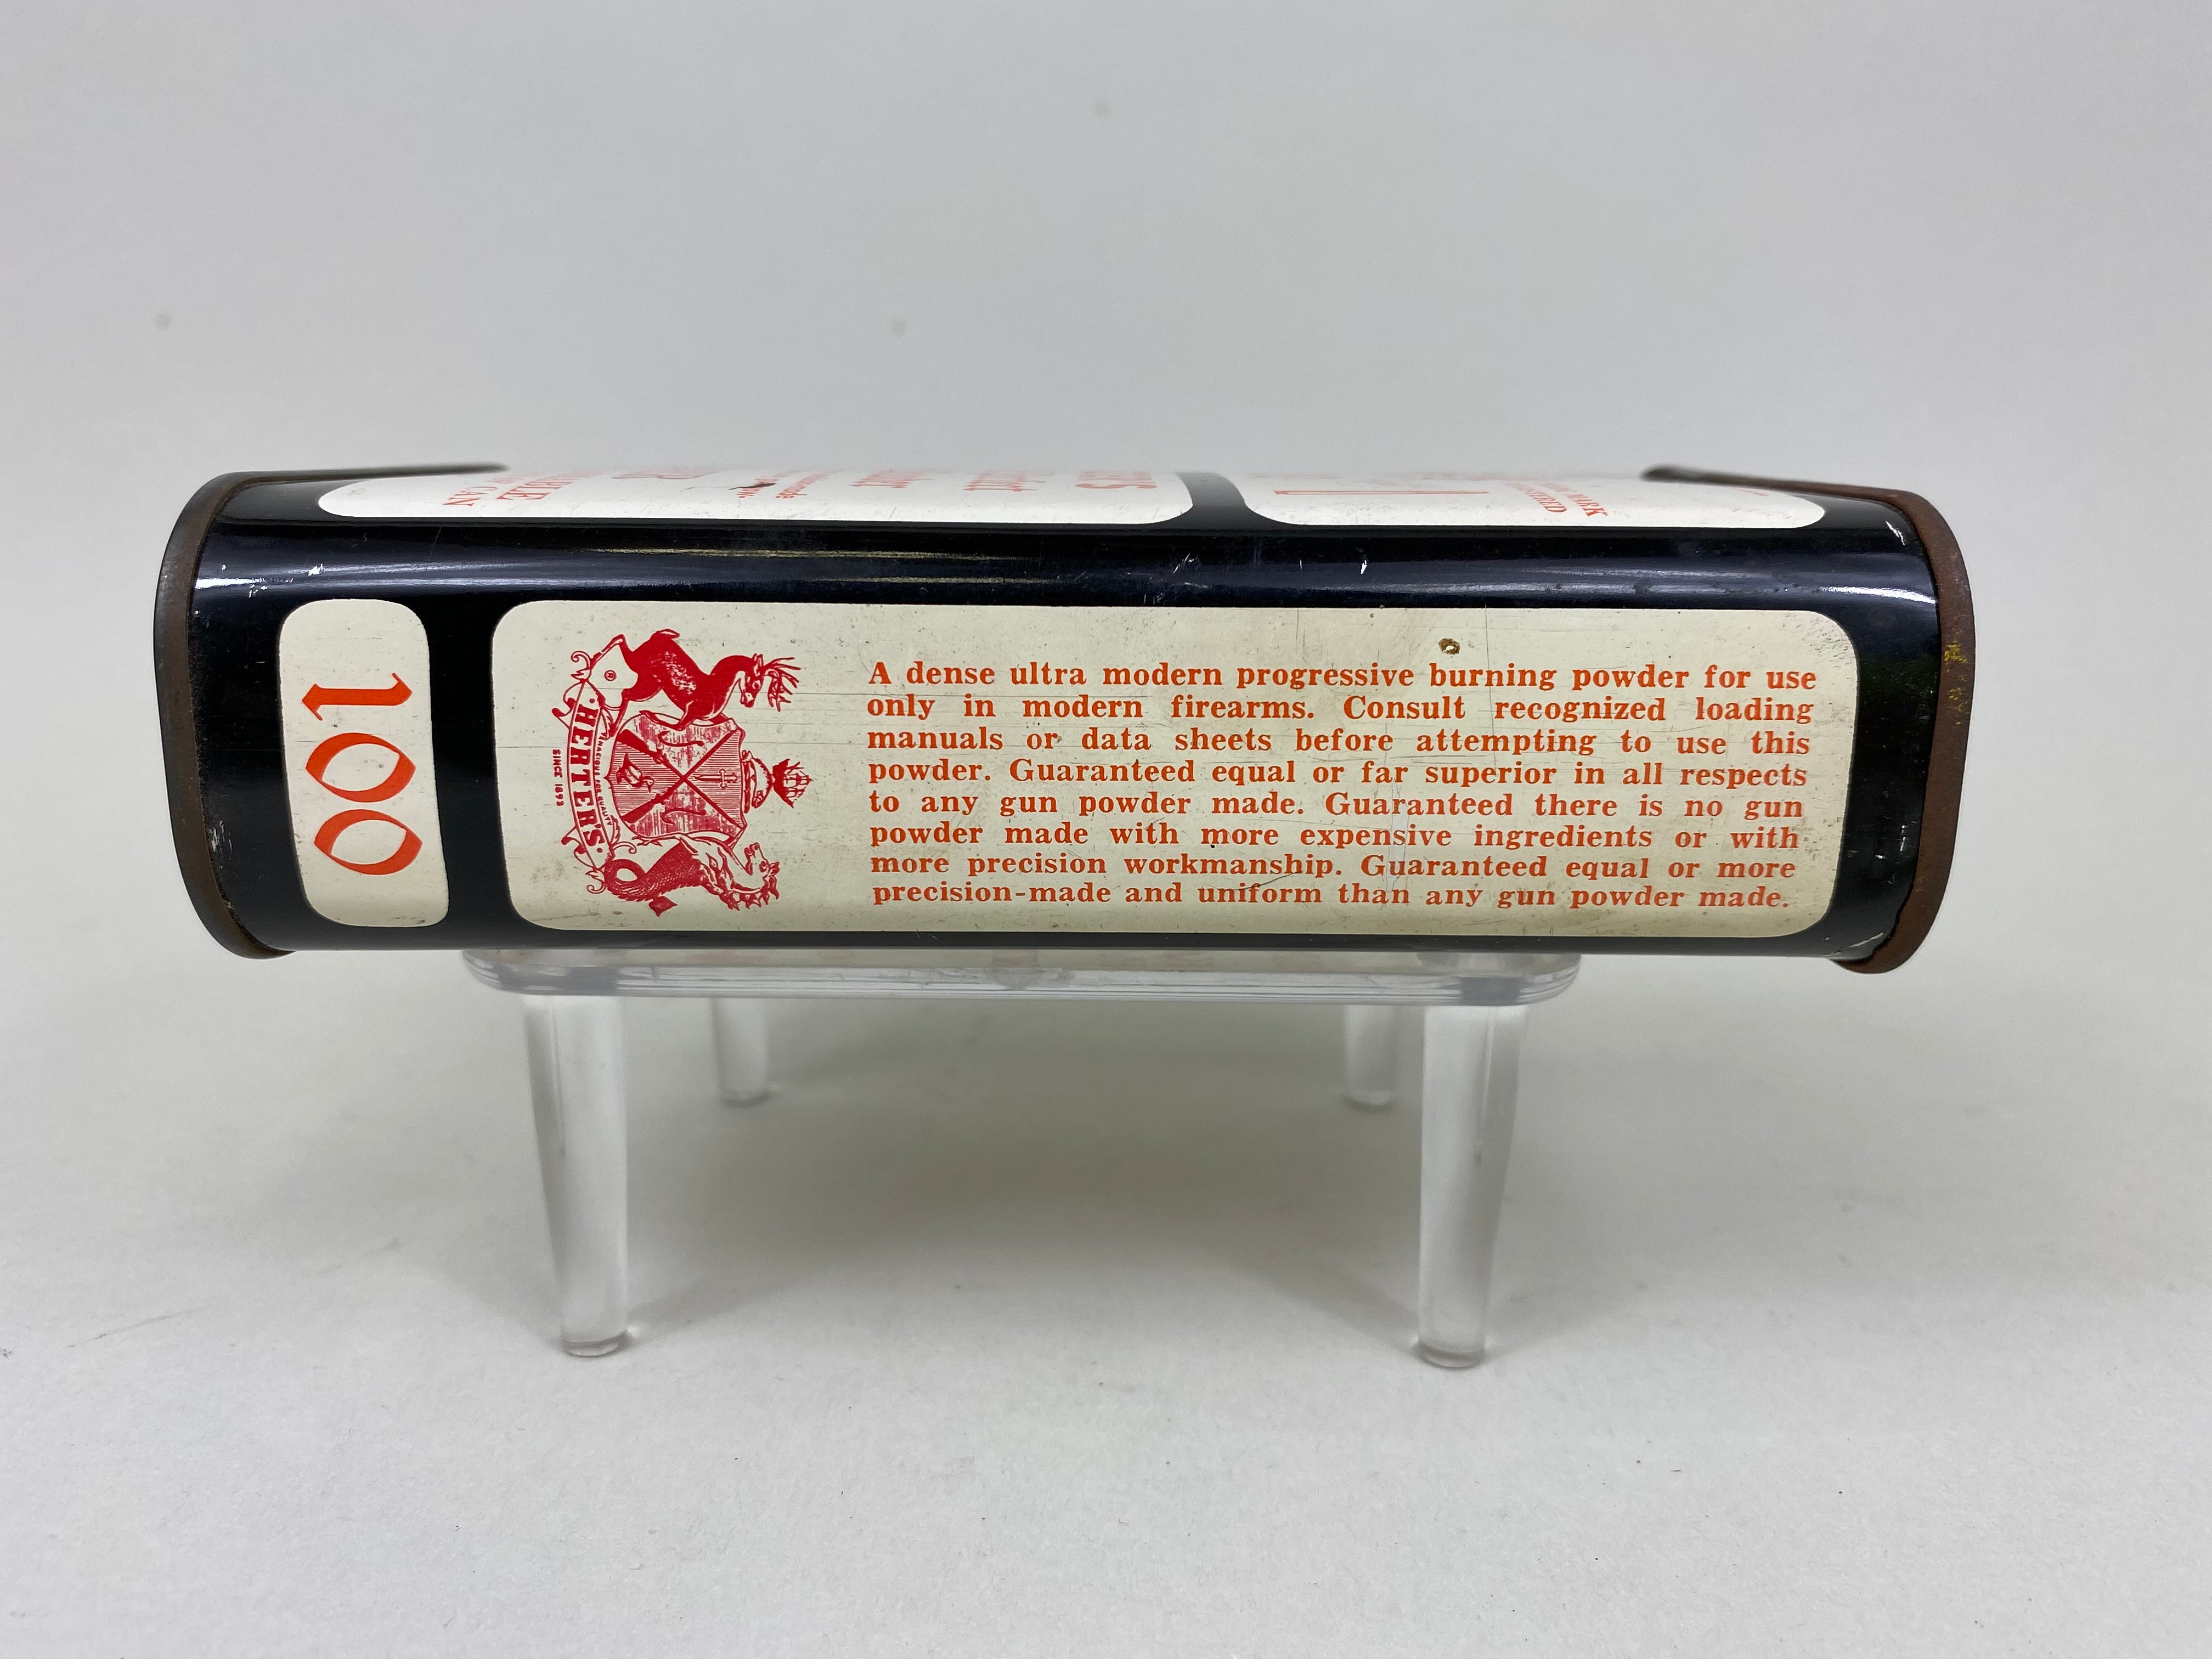 CAN
MARK
100
®
HERTERS
SINCE 1893
A dense ultra modern progressive burning powder for use
only in modern firearms. Consult recognized loading
manuals or data sheets before attempting to use this
powder. Guaranteed equal or far superior in all respects
to any gun powder made. Guaranteed there is no gun
powder made with more expensive ingredients or with
more precision workmanship. Guaranteed equal or more
precision-made and uniform than any gun powder made.